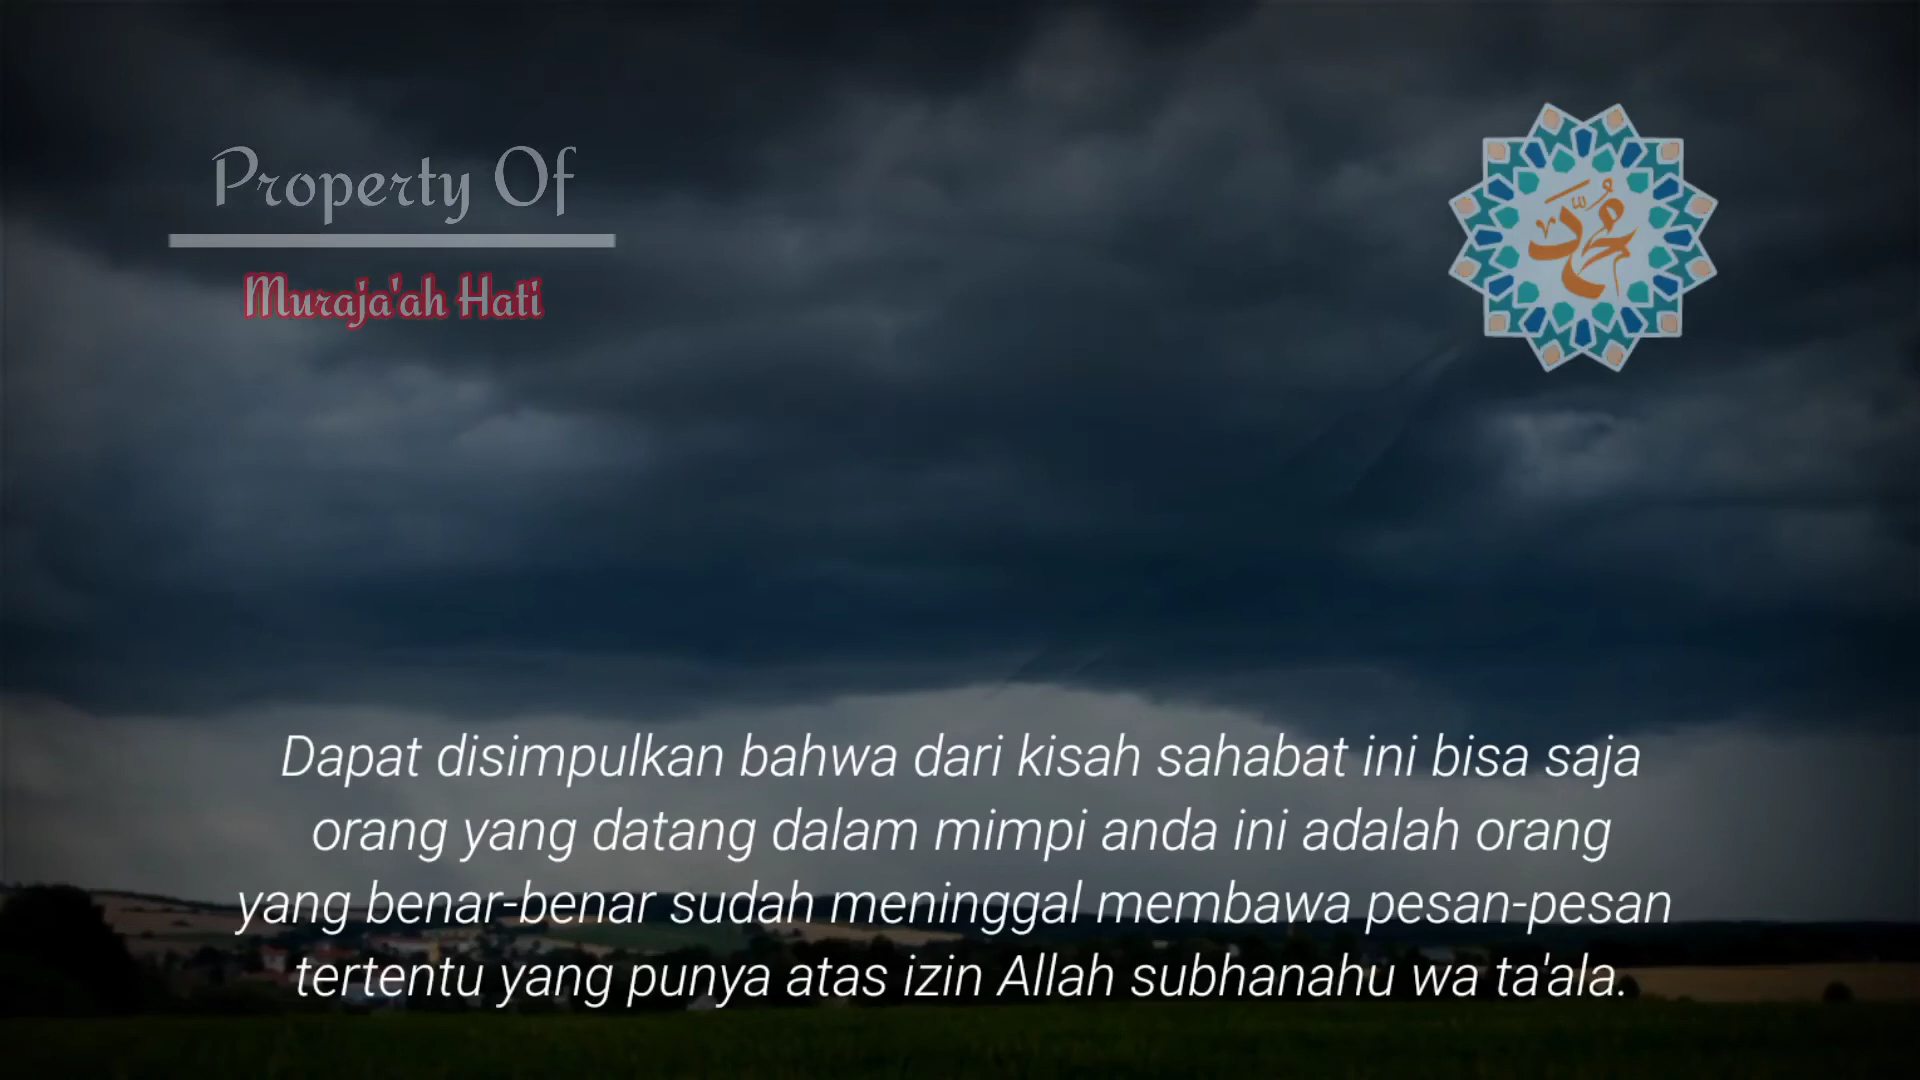 Property Of
Muraja'ah Hati
محمد
Dapat disimpulkan bahwa dari kisah sahabat ini bisa saja
orang yang datang dalam mimpi anda ini adalah orang
yang benar-benar sudah meninggal membawa pesan-pesan
tertentu yang punya atas izin Allah subhanahu wa ta'ala.